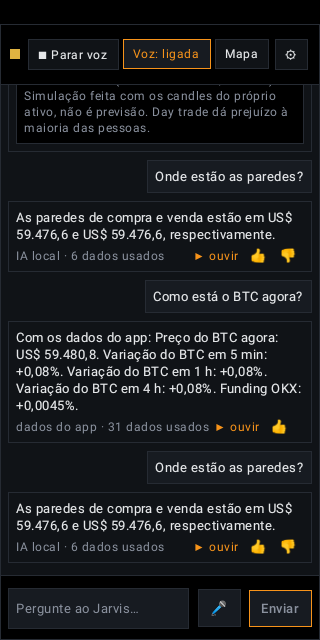 ■ Parar voz
Voz: ligada
Mapa
⚙
Simulação feita com os candles do próprio
ativo, não é previsão. Day trade dá prejuízo à
maioria das pessoas.
Onde estão as paredes?
As paredes de compra e venda estão em US$
59.476,6 e US$ 59.476,6, respectivamente.
IA local · 6 dados usados ► ouvir 👍 👎
Como está o BTC agora?
Com os dados do app: Preço do BTC agora:
US$ 59.480,8. Variação do BTC em 5 min:
+0,08%. Variação do BTC em 1 h: +0,08%.
Variação do BTC em 4 h: +0,08%. Funding OKX:
+0,0045%.
dados do app · 31 dados usados ► ouvir 👍
Onde estão as paredes?
As paredes de compra e venda estão em US$
59.476,6 e US$ 59.476,6, respectivamente.
IA local · 6 dados usados ► ouvir 👍 👎
Pergunte ao Jarvis…
🎤
Enviar